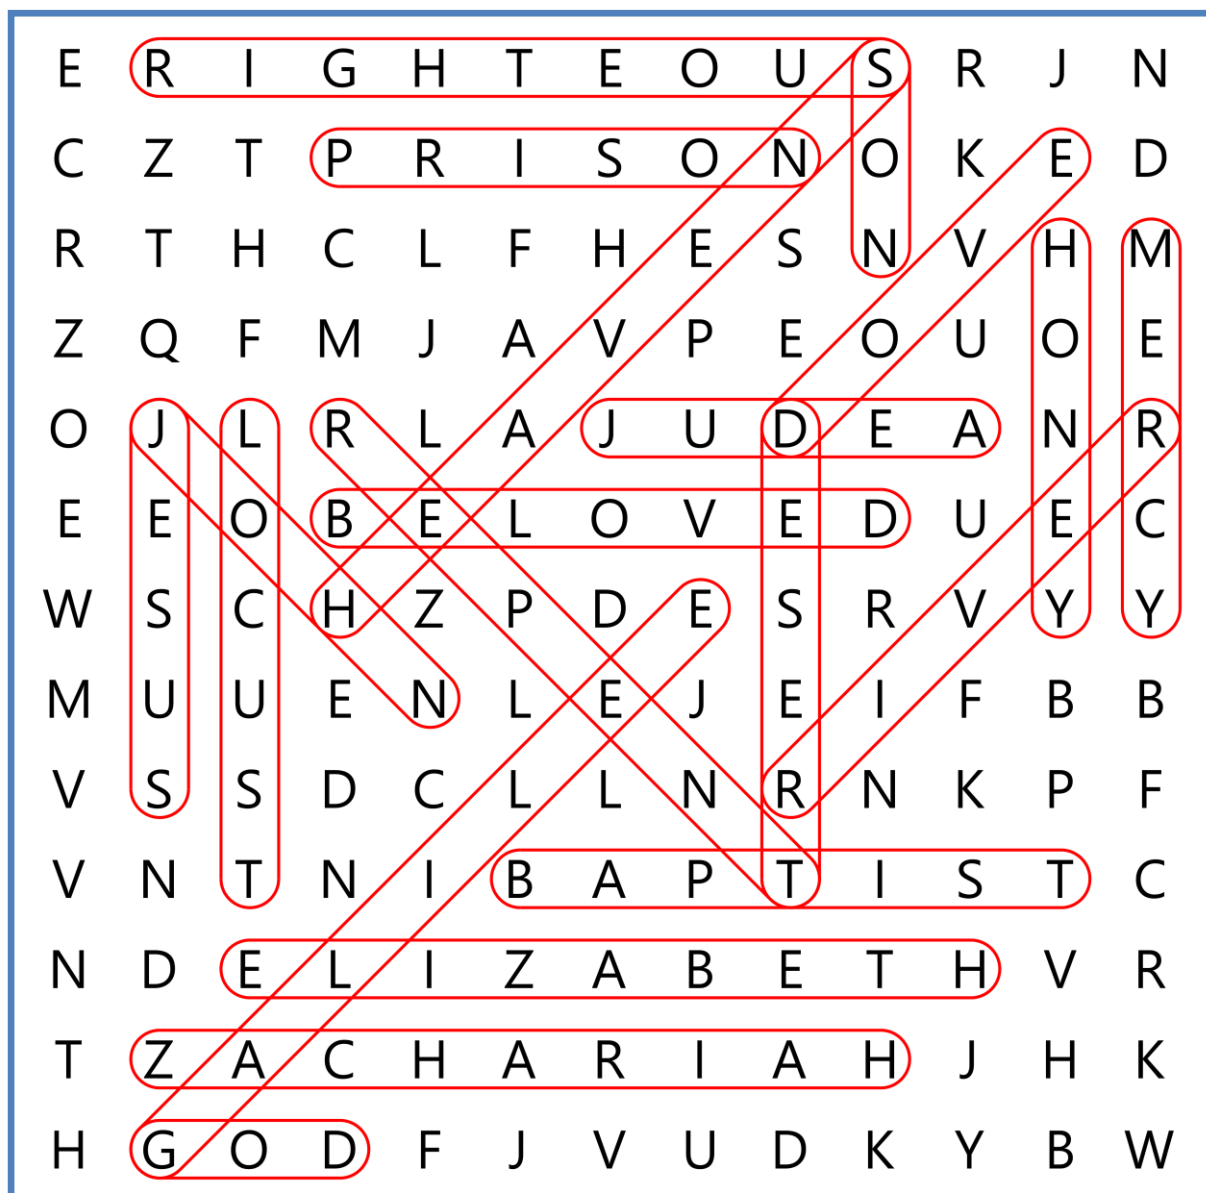 E R I G H T E O U S R J N
C Z T P R I S O N O K E D
R T H C L F H E S N V H M
Z Q F M J A V P E O U O E
O J L R L A J U D E A N R
E E O B E L O V E D U E C
W S C H Z P D E S R V Y Y
M U U E N L E J E I F B B
V S S D C L L N R N K P F
V N T N I B A P T I S T C
N D E L I Z A B E T H V R
T Z A C H A R I A H J H K
H G O D F J V U D K Y B W